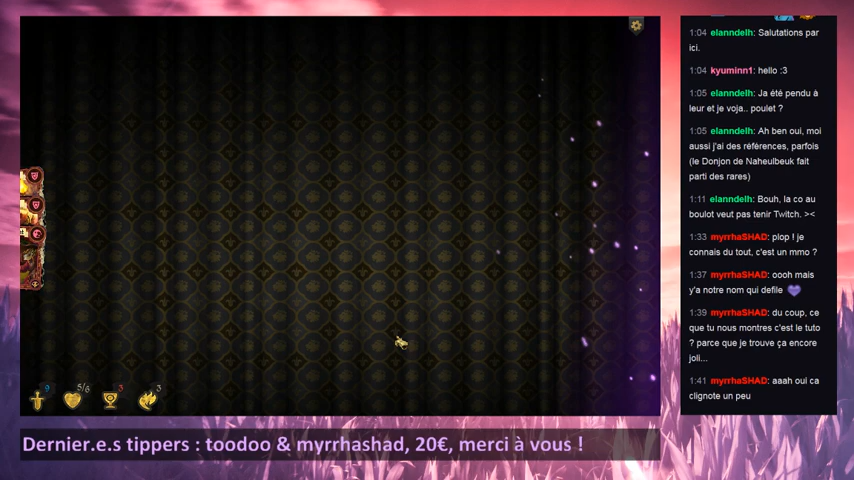 1:04 elanndelh: Salutations par
ici.
1:04 kyuminn1: hello :3
1:05 elanndelh: Ja été pendu à
leur et je voja.. poulet ?
1:05 elanndelh: Ah ben oui, moi
aussi j'ai des références, parfois
(le Donjon de Naheulbeuk fait
parti des rares)
1:11 elanndelh: Bouh, la co au
boulot veut pas tenir Twitch. ><
1:33 myrrhaSHAD: plop ! je
connais du tout, c'est un mmo ?
1:37 myrrhaSHAD: oooh mais
y'a notre nom qui defile
1:39 myrrhaSHAD: du coup, ce
que tu nous montres c'est le tuto
? parce que je trouve ça encore
joli...
1:41 myrrhaSHAD: aaah oui ca
clignote un peu
9 5/6 3 3
Dernier.e.s tippers : toodoo & myrrhashad, 20€, merci à vous !